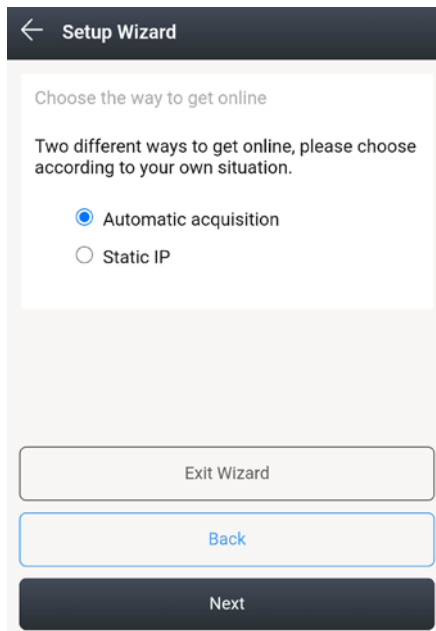 Setup Wizard
Choose the way to get online
Two different ways to get online, please choose
according to your own situation.
Automatic acquisition
Static IP
Exit Wizard
Back
Next